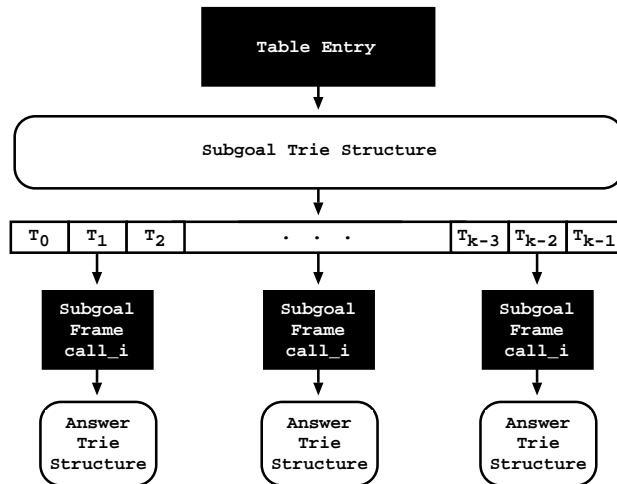 Table Entry
Subgoal Trie Structure
T0 T1 T2 . . . Tk-3 Tk-2 Tk-1
Subgoal Frame call_i
Subgoal Frame call_i
Subgoal Frame call_i
Answer Trie Structure
Answer Trie Structure
Answer Trie Structure